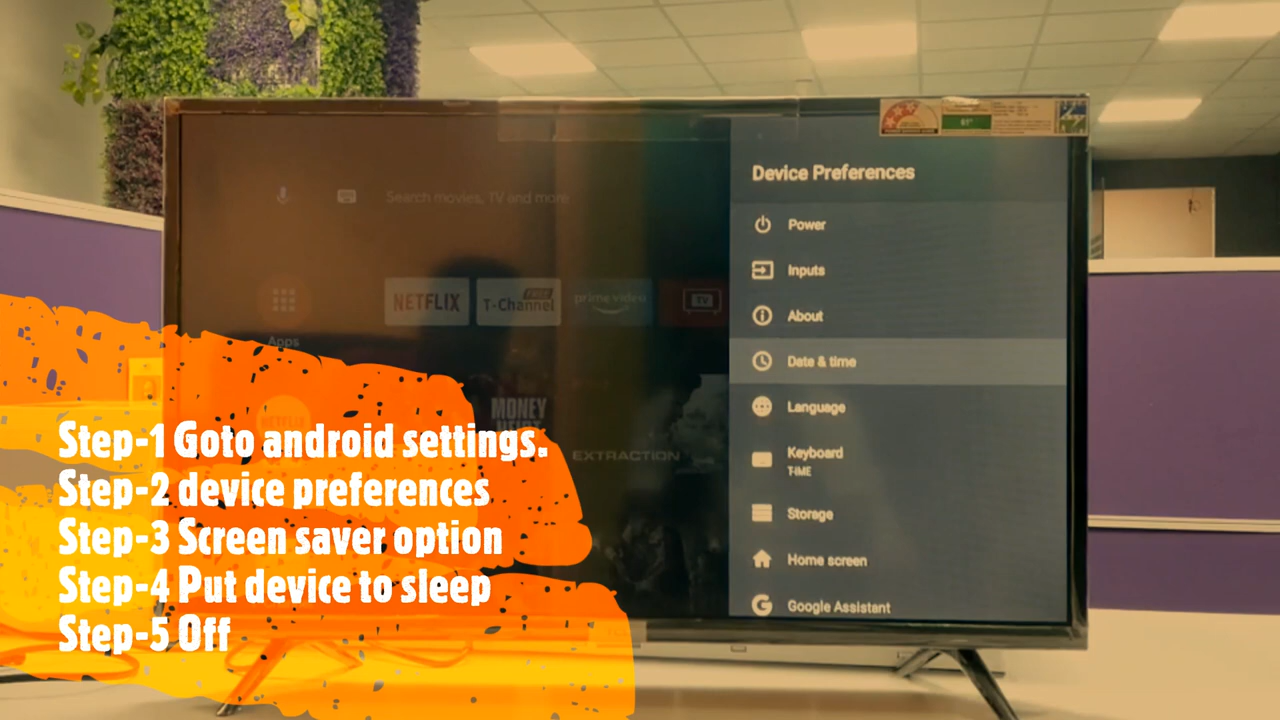 Search movies, TV and more
NETFLIX
T-Channel
prime video
TV
Apps
MONEY
HEIST
EXTRACTION
Device Preferences
Power
Inputs
About
Date & time
Language
Keyboard
T-IME
Storage
Home screen
Google Assistant
Step-1 Goto android settings.
Step-2 device preferences
Step-3 Screen saver option
Step-4 Put device to sleep
Step-5 Off